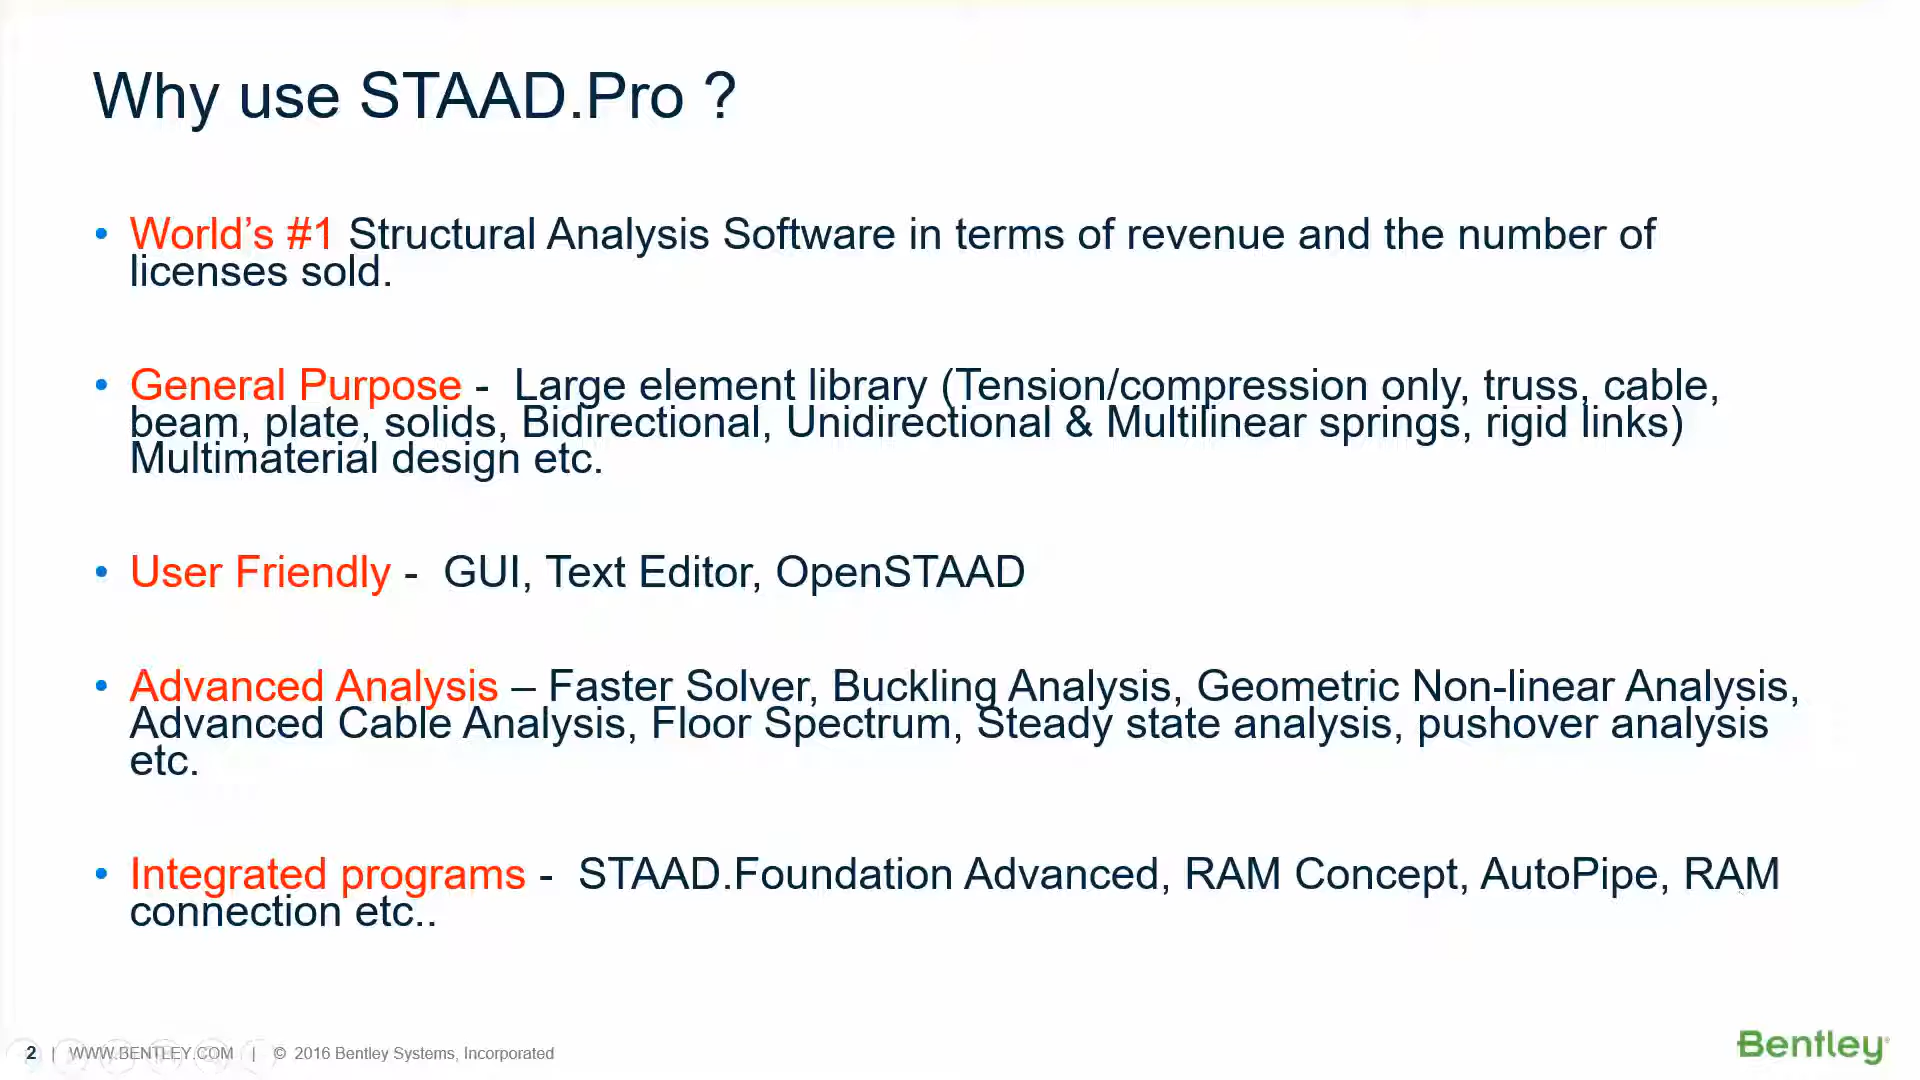 Why use STAAD.Pro ?
• World’s #1 Structural Analysis Software in terms of revenue and the number of
licenses sold.
• General Purpose -  Large element library (Tension/compression only, truss, cable,
beam, plate, solids, Bidirectional, Unidirectional & Multilinear springs, rigid links)
Multimaterial design etc.
• User Friendly -  GUI, Text Editor, OpenSTAAD
• Advanced Analysis – Faster Solver, Buckling Analysis, Geometric Non-linear Analysis,
Advanced Cable Analysis, Floor Spectrum, Steady state analysis, pushover analysis
etc.
• Integrated programs -  STAAD.Foundation Advanced, RAM Concept, AutoPipe, RAM
connection etc..
2 | WWW.BENTLEY.COM | © 2016 Bentley Systems, Incorporated
Bentley®